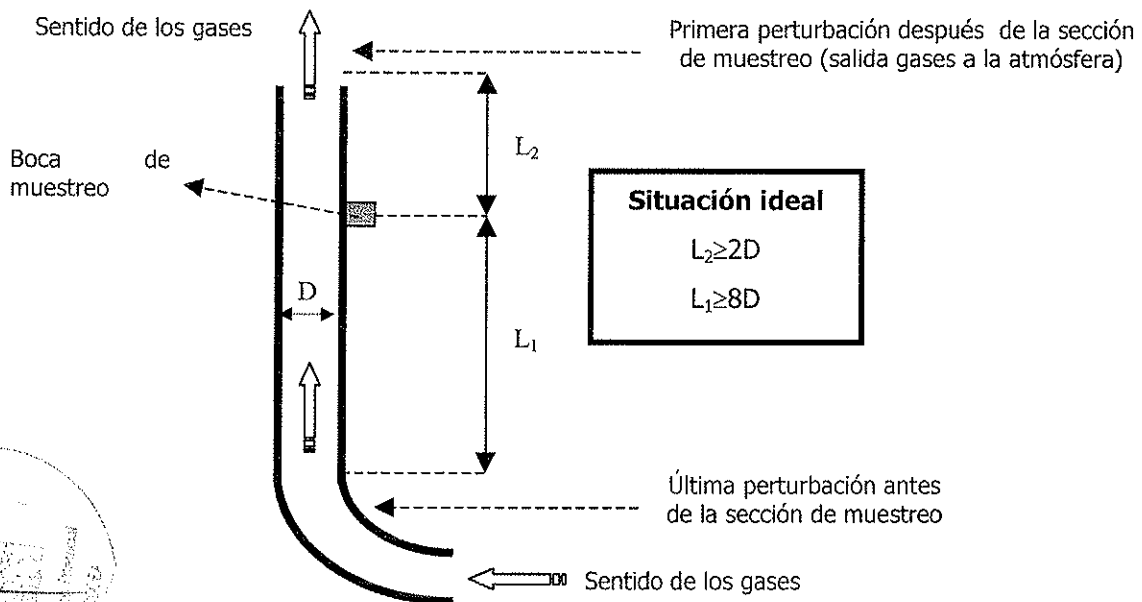 Sentido de los gases
Primera perturbación después de la sección
de muestreo (salida gases a la atmósfera)
L₂
Boca de
muestreo
Situación ideal
L₂≥2D
L₁≥8D
D
L₁
Última perturbación antes
de la sección de muestreo
Sentido de los gases